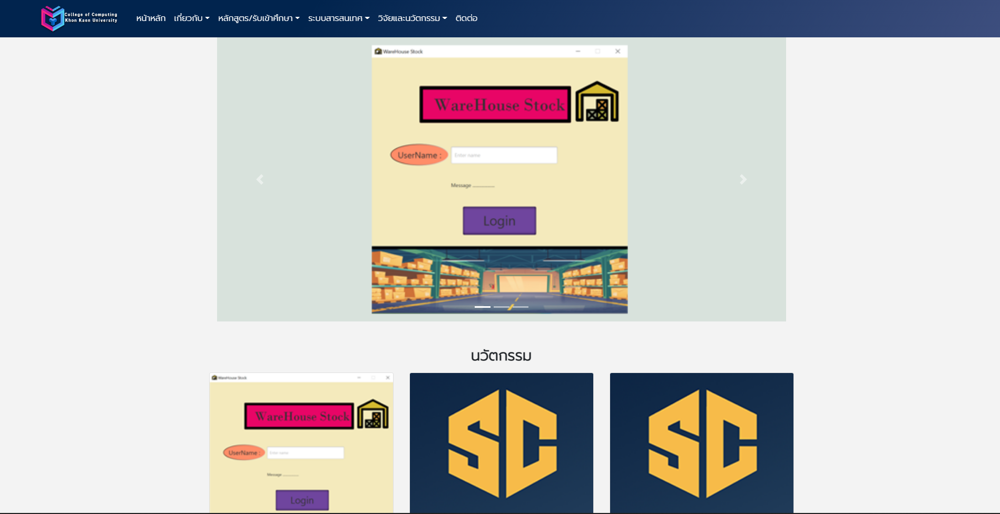 College of Computing
Khon Kaen University
หน้าหลัก เกี่ยวกับ หลักสูตร/รับเข้าศึกษา ระบบสารสนเทศ วิจัยและนวัตกรรม ติดต่อ
WareHouse Stock
WareHouse Stock
UserName : Enter name
Message
Login
นวัตกรรม
WareHouse Stock
WareHouse Stock
UserName : Enter name
Message
Login
SC
SC